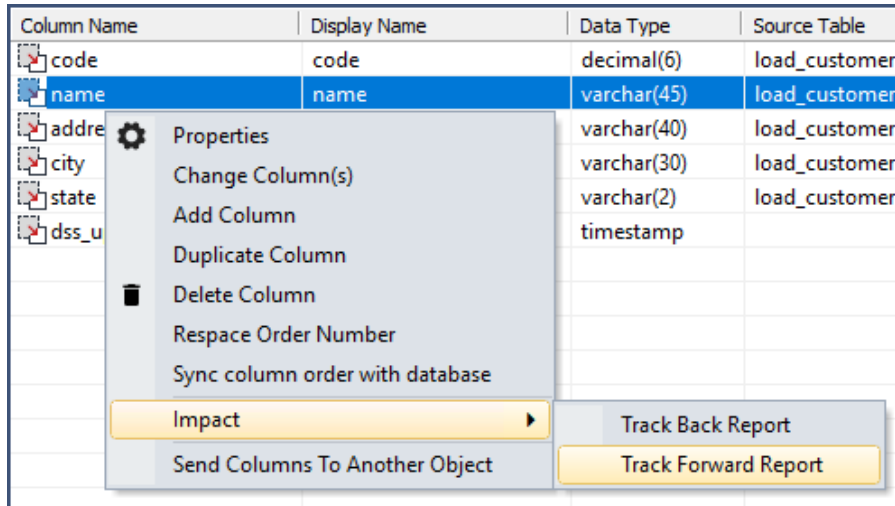 Column Name Display Name Data Type Source Table
code code decimal(6) load_customer
name name varchar(45) load_customer
addre varchar(40) load_customer
city varchar(30) load_customer
state varchar(2) load_customer
dss_u timestamp
Properties
Change Column(s)
Add Column
Duplicate Column
Delete Column
Respace Order Number
Sync column order with database
Impact
Send Columns To Another Object
Track Back Report
Track Forward Report